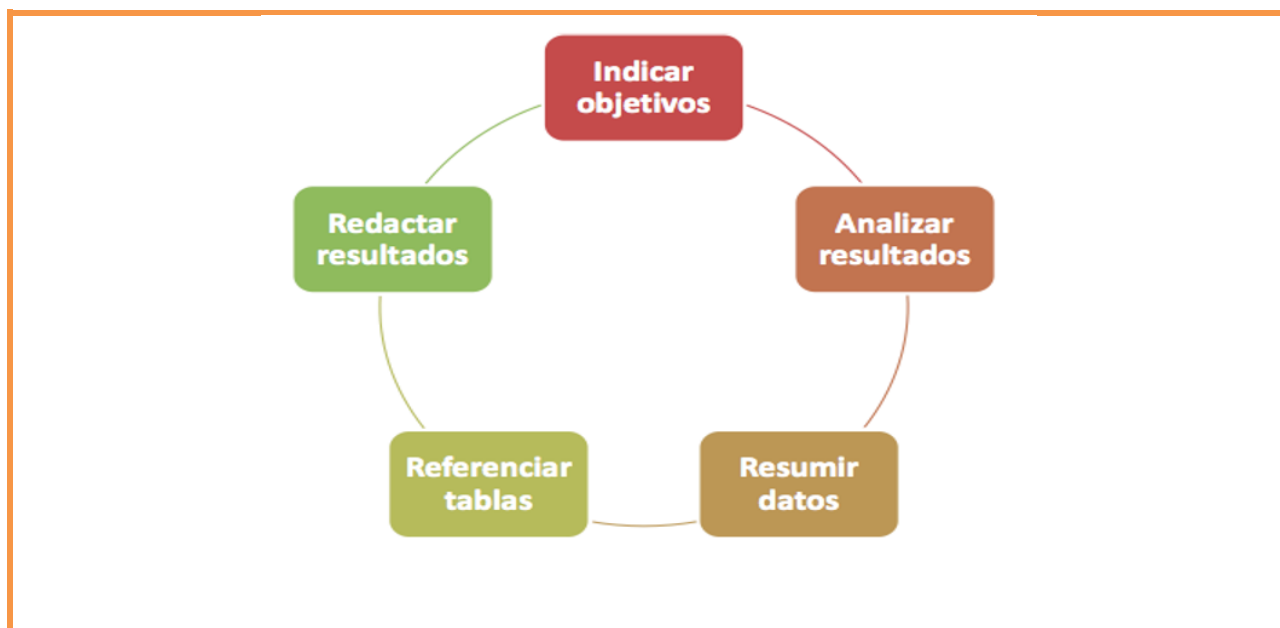 Indicar
objetivos
Analizar
resultados
Resumir
datos
Referenciar
tablas
Redactar
resultados